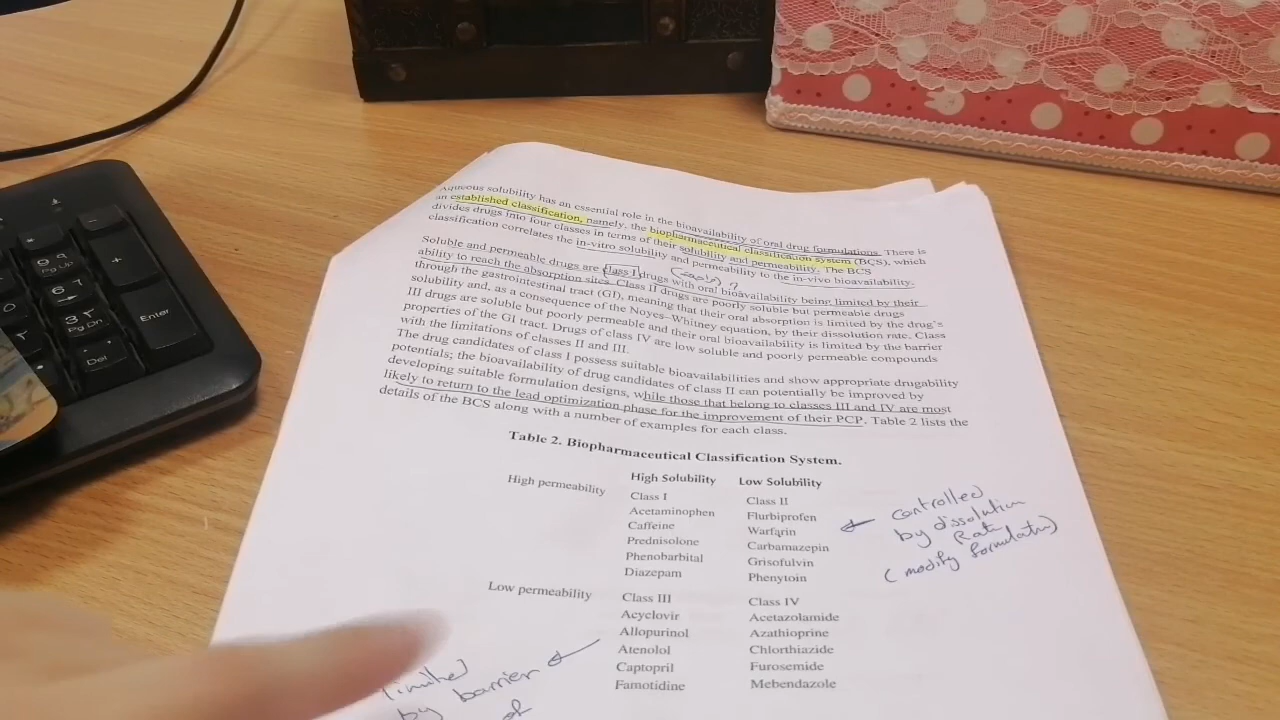 Aqueous solubility has an essential role in the bioavailability of oral drug formulations. There is
an established classification, namely, the biopharmaceutical classification system (BCS), which
divides drugs into four classes in terms of their solubility and permeability. The BCS
classification correlates the in-vitro solubility and permeability to the in-vivo bioavailability.
Soluble and permeable drugs are class I drugs with oral bioavailability being limited by their
ability to reach the absorption sites. Class II drugs are poorly soluble but permeable drugs
through the gastrointestinal tract (GI), meaning that their oral absorption is limited by the drug's
solubility and, as a consequence of the Noyes–Whitney equation, by their dissolution rate. Class
III drugs are soluble but poorly permeable and their oral bioavailability is limited by the barrier
properties of the GI tract. Drugs of class IV are low soluble and poorly permeable compounds
with the limitations of classes II and III.
The drug candidates of class I possess suitable bioavailabilities and show appropriate drugability
potentials; the bioavailability of drug candidates of class II can potentially be improved by
developing suitable formulation designs, while those that belong to classes III and IV are most
likely to return to the lead optimization phase for the improvement of their PCP. Table 2 lists the
details of the BCS along with a number of examples for each class.
Table 2. Biopharmaceutical Classification System.
High Solubility Low Solubility
High permeability Class I Class II
Acetaminophen Flurbiprofen
Caffeine Warfarin
Prednisolone Carbamazepin
Phenobarbital Grisofulvin
Diazepam Phenytoin
controlled
by dissolution
Rate
(modify formulation)
Low permeability Class III Class IV
Acyclovir Acetazolamide
Allopurinol Azathioprine
Atenolol Chlorthiazide
Captopril Furosemide
Famotidine Mebendazole
limited
by barrier
of
-
+
9 ٩
Pg Up
6 ٦
3 ٣
Pg Dn
Enter
Del